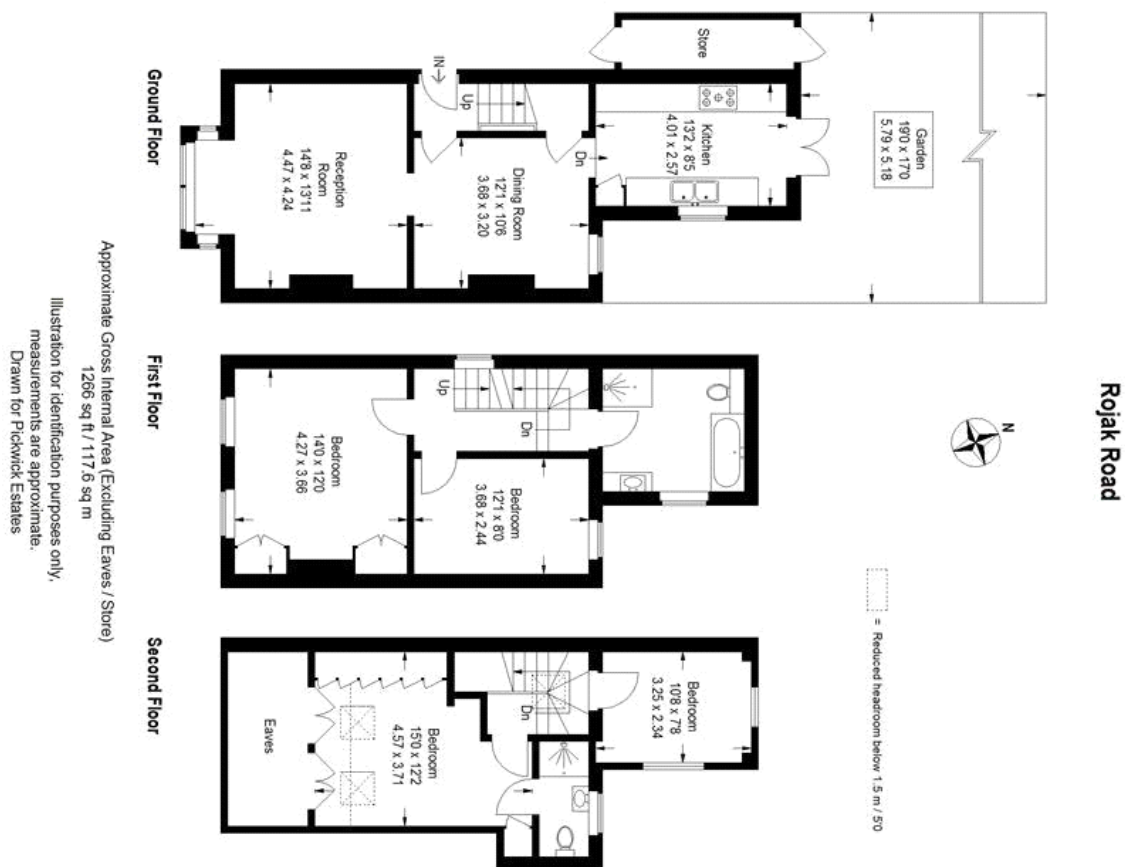 Rojak Road
N
= Reduced headroom below 1.5 m / 5'0
Garden
19'0 x 17'0
5.79 x 5.18
Store
Kitchen
13'2 x 8'5
4.01 x 2.57
Dn
Up
IN
Dining Room
12'1 x 10'6
3.68 x 3.20
Reception
Room
14'8 x 13'11
4.47 x 4.24
Ground Floor
Dn
Up
Bedroom
12'1 x 8'0
3.68 x 2.44
Bedroom
14'0 x 12'0
4.27 x 3.66
First Floor
Bedroom
10'8 x 7'8
3.25 x 2.34
Dn
Bedroom
15'0 x 12'2
4.57 x 3.71
Eaves
Second Floor
Approximate Gross Internal Area (Excluding Eaves / Store)
1266 sq ft / 117.6 sq m
Illustration for identification purposes only,
measurements are approximate.
Drawn for Pickwick Estates